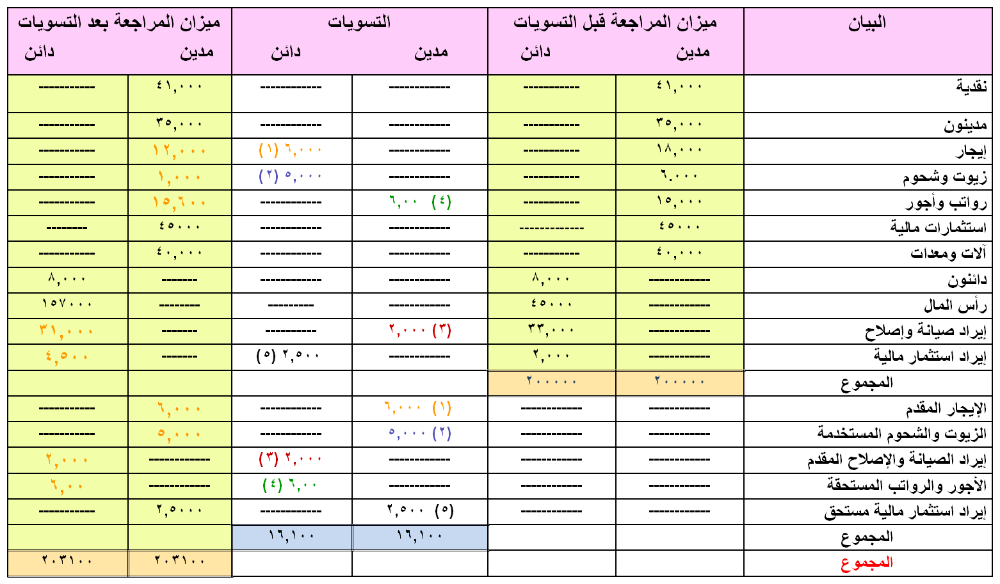 البيان ميزان المراجعة قبل التسويات التسويات ميزان المراجعة بعد التسويات
مدين دائن مدين دائن مدين دائن
نقدية ٤١,٠٠٠ ----------- ------------ ------------ ٤١,٠٠٠ -----------
مدينون ٣٥,٠٠٠ ----------- ------------ ------------ ٣٥,٠٠٠ -----------
إيجار ١٨,٠٠٠ ----------- ------------ ٦,٠٠٠ (١) ١٢,٠٠٠ -----------
زيوت وشحوم ٦.٠٠٠ ----------- ------------ ٥,٠٠٠ (٢) ١,٠٠٠ -----------
رواتب وأجور ١٥,٠٠٠ ----------- (٤) ٦,٠٠ ------------ ١٥,٦٠٠ -----------
استثمارات مالية ٤٥٠٠٠ ------------- ------------ ------------ ٤٥٠٠٠ --------
آلات ومعدات ٤٠,٠٠٠ ----------- ------------ ------------ ٤٠,٠٠٠ -----------
دائنون ------------ ٨,٠٠٠ ------------ ------------ ------- ٨,٠٠٠
رأس المال ------------ ٤٥٠٠٠ ------------ --------- -------- ١٥٧٠٠٠
إيراد صيانة وإصلاح ------------ ٣٣,٠٠٠ (٣) ٢,٠٠٠ ---------- ------- ٣١,٠٠٠
إيراد استثمار مالية ------------ ٢,٠٠٠ ------------ ٢,٥٠٠ (٥) ------- ٤,٥٠٠
المجموع ٢٠٠٠٠٠ ٢٠٠٠٠٠
الإيجار المقدم ------------ ------------ (١) ٦,٠٠٠ ------------ ٦,٠٠٠ -----------
الزيوت والشحوم المستخدمة ------------ ------------ (٢) ٥,٠٠٠ ------------ ٥,٠٠٠ -----------
إيراد الصيانة والإصلاح المقدم ------------ ------------ ------------ ٢,٠٠٠ (٣) ------------ ٢,٠٠٠
الأجور والرواتب المستحقة ------------ ------------ ------------ ٦,٠٠ (٤) ------------ ٦,٠٠
إيراد استثمار مالية مستحق ------------ ------------ (٥) ٢,٥٠٠ ------------ ٢,٥٠٠٠ -----------
المجموع ١٦,١٠٠ ١٦,١٠٠
المجموع ٢٠٣١٠٠ ٢٠٣١٠٠